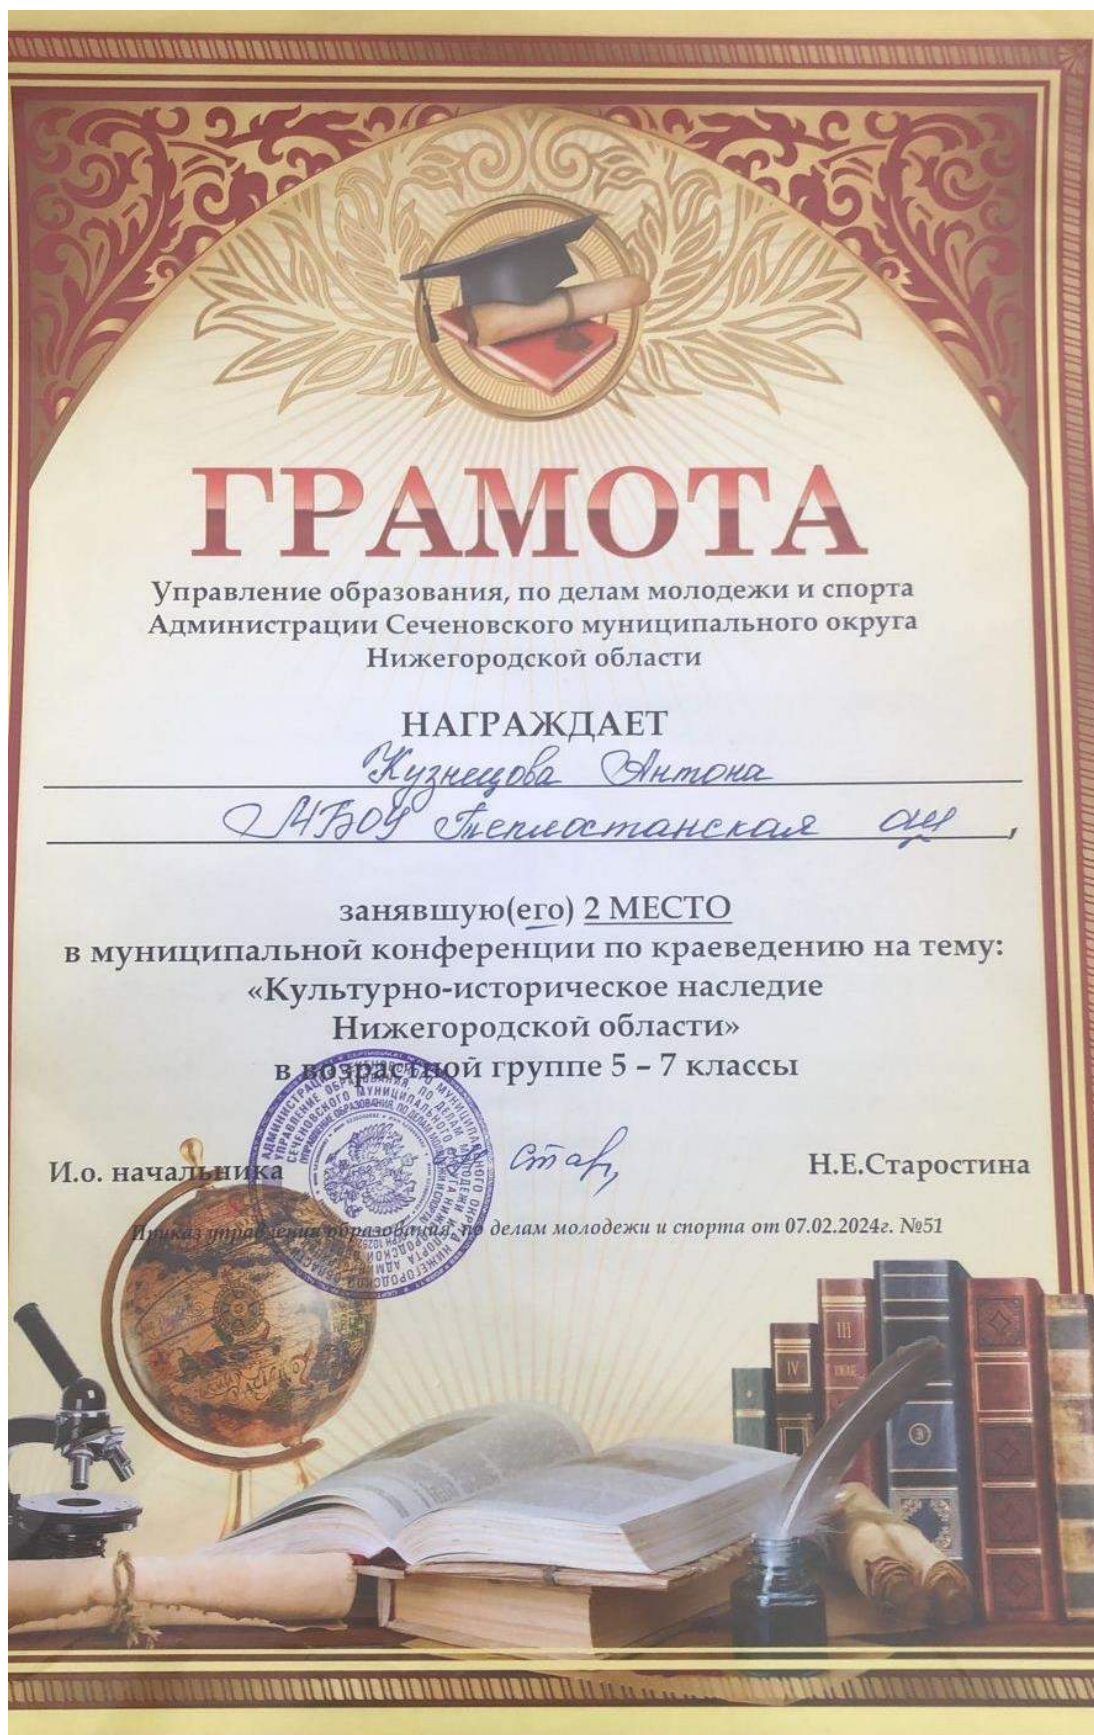 ГРАМОТА
Управление образования, по делам молодежи и спорта
Администрации Сеченовского муниципального округа
Нижегородской области
НАГРАЖДАЕТ
Кузнецова Антона
МБОУ Теплостанская ош,
занявшую(его) 2 МЕСТО
в муниципальной конференции по краеведению на тему:
«Культурно-историческое наследие
Нижегородской области»
в возрастной группе 5 – 7 классы
И.о. начальника
Н.Е.Старостина
Приказ управления образования, по делам молодежи и спорта от 07.02.2024г. №51
III
IV